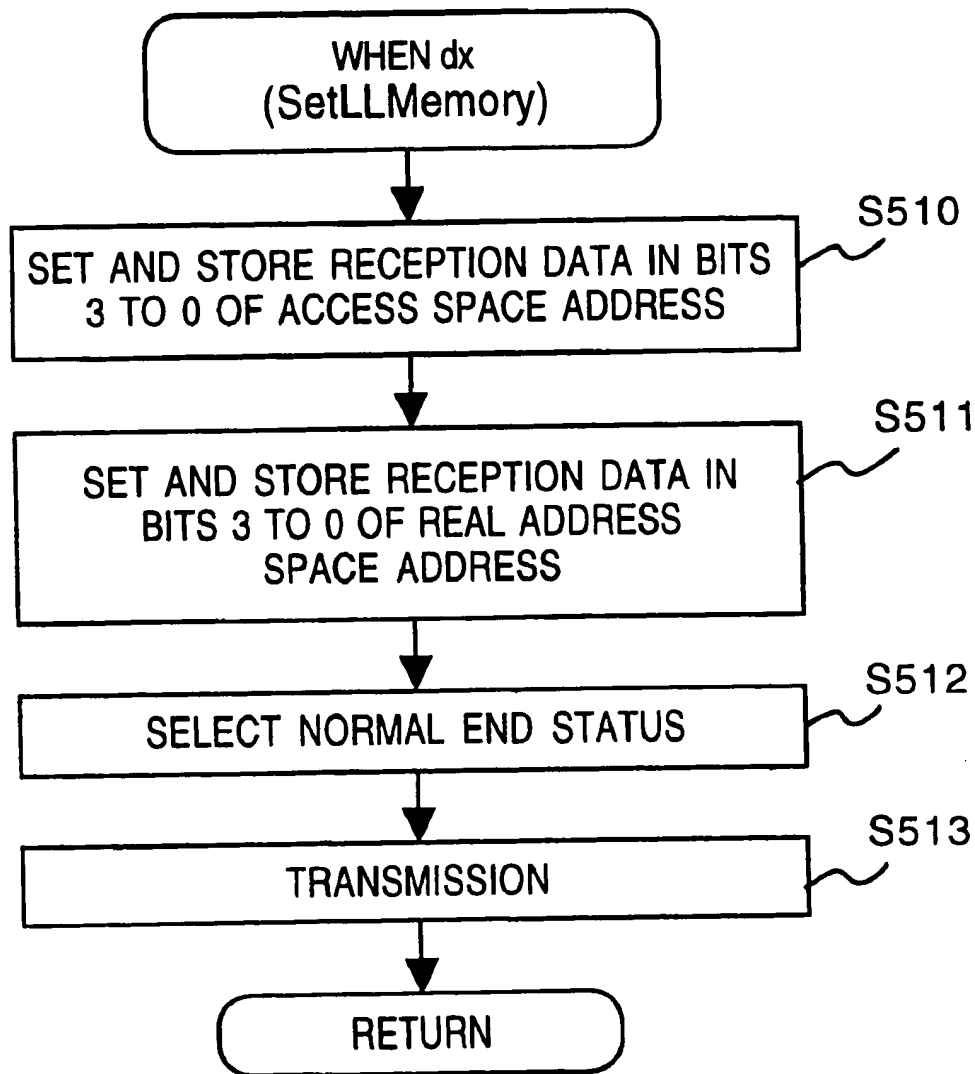 WHEN dx
(SetLLMemory)
S510
SET AND STORE RECEPTION DATA IN BITS
3 TO 0 OF ACCESS SPACE ADDRESS
S511
SET AND STORE RECEPTION DATA IN
BITS 3 TO 0 OF REAL ADDRESS
SPACE ADDRESS
S512
SELECT NORMAL END STATUS
S513
TRANSMISSION
RETURN